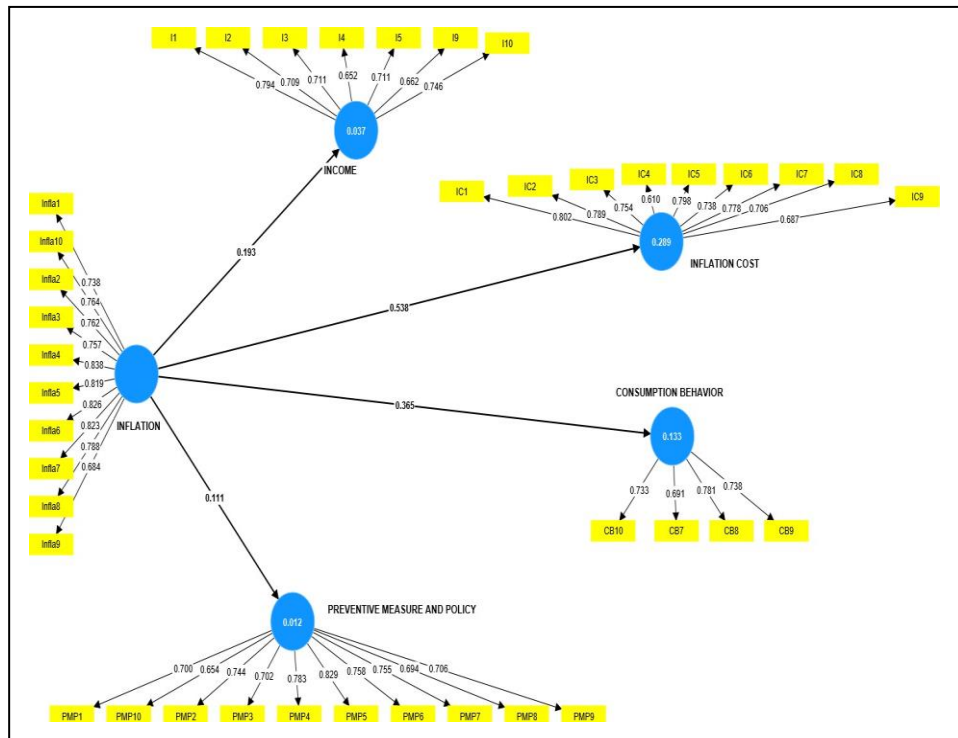 I1 I2 I3 I4 I5 I9 I10
0.794 0.709 0.711 0.652 0.711 0.662 0.746
0.037
INCOME
IC1 IC2 IC3 IC4 IC5 IC6 IC7 IC8 IC9
0.802 0.789 0.754 0.610 0.798 0.738 0.778 0.706 0.687
0.289
INFLATION COST
0.193
0.538
0.365
0.111
Infla1
Infla10
Infla2
Infla3
Infla4
Infla5
Infla6
Infla7
Infla8
Infla9
0.738
0.764
0.762
0.757
0.838
0.819
0.826
0.823
0.788
0.684
INFLATION
CONSUMPTION BEHAVIOR
0.133
0.733 0.691 0.781 0.738
CB10 CB7 CB8 CB9
PREVENTIVE MEASURE AND POLICY
0.012
0.700 0.654 0.744 0.702 0.783 0.829 0.758 0.755 0.694 0.706
PMP1 PMP10 PMP2 PMP3 PMP4 PMP5 PMP6 PMP7 PMP8 PMP9